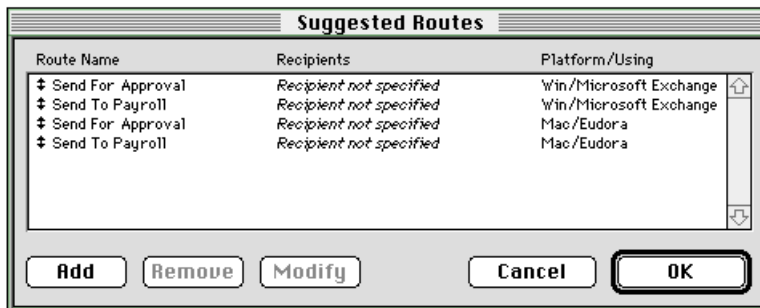 Suggested Routes
Route Name Recipients Platform/Using
Send For Approval Recipient not specified Win/Microsoft Exchange
Send To Payroll Recipient not specified Win/Microsoft Exchange
Send For Approval Recipient not specified Mac/Eudora
Send To Payroll Recipient not specified Mac/Eudora
Add Remove Modify Cancel OK